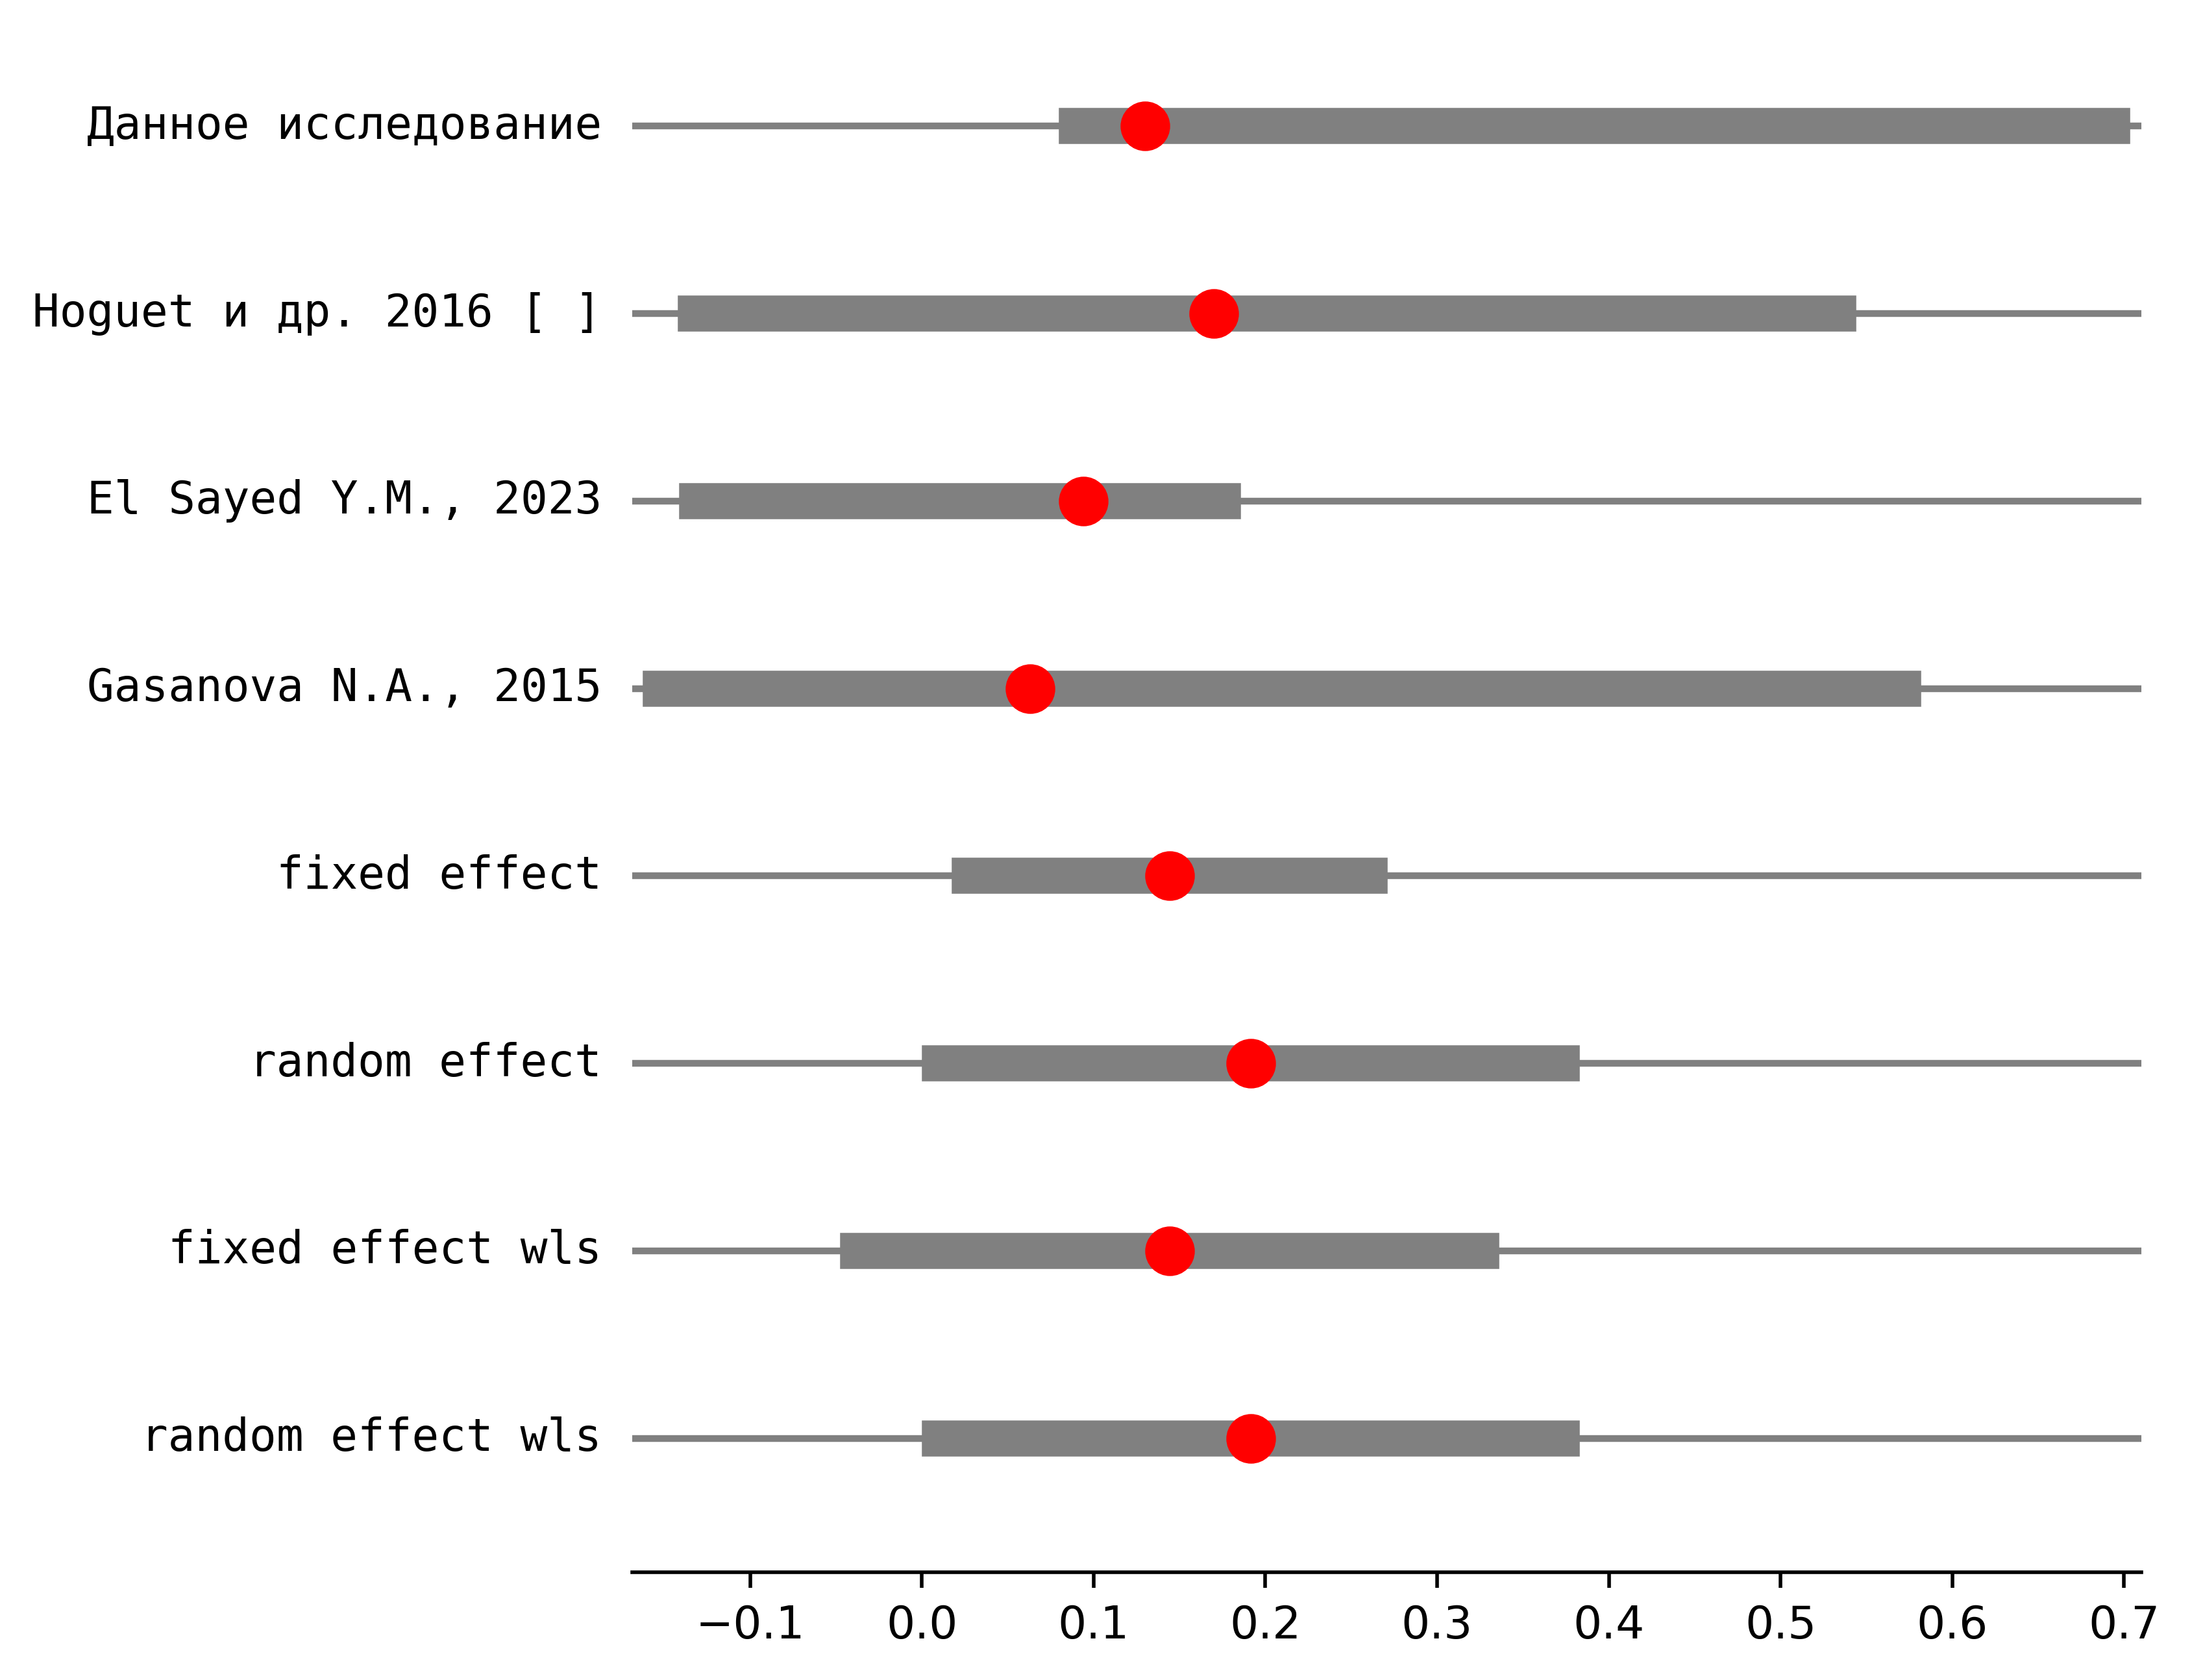 Данное исследование
Hoguet и др. 2016 [ ]
El Sayed Y.M., 2023
Gasanova N.A., 2015
fixed effect
random effect
fixed effect wls
random effect wls
−0.1 0.0 0.1 0.2 0.3 0.4 0.5 0.6 0.7